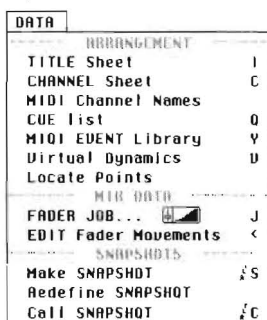 DATA
ARRANGEMENT
TITLE Sheet I
CHANNEL Sheet C
MIDI Channel Names
CUE list Q
MIDI EVENT Library Y
Virtual Dynamics V
Locate Points
MIX DATA
FADER JOB... J
EDIT Fader Movements <
SNAPSHOTS
Make SNAPSHOT S
Redefine SNAPSHOT
Call SNAPSHOT C